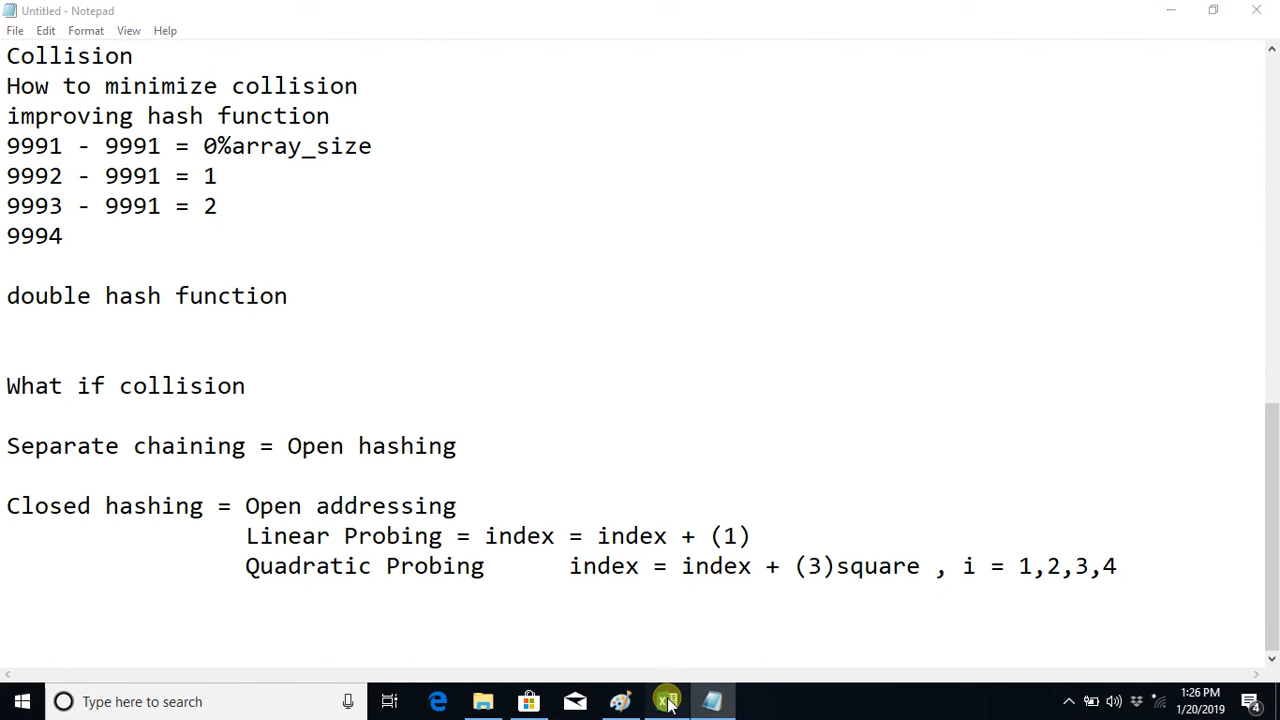 Untitled - Notepad
File Edit Format View Help
Collision
How to minimize collision
improving hash function
9991 - 9991 = 0%array_size
9992 - 9991 = 1
9993 - 9991 = 2
9994
double hash function
What if collision
Separate chaining = Open hashing
Closed hashing = Open addressing
Linear Probing = index = index + (1)
Quadratic Probing index = index + (3)square , i = 1,2,3,4
Type here to search
1:26 PM
1/20/2019
4